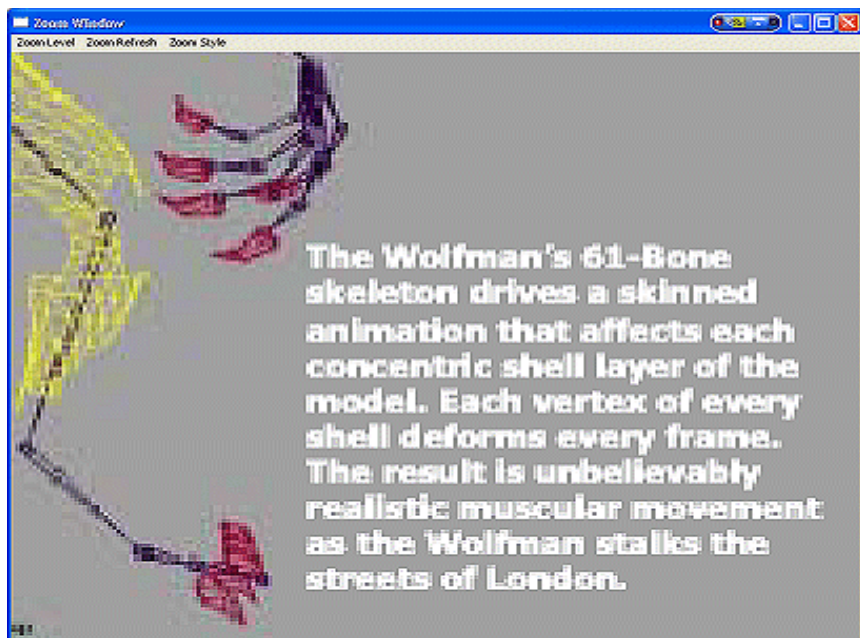 Zoom Window
Zoom Level Zoom Refresh Zoom Style
The Wolfman's 61-Bone
skeleton drives a skinned
animation that affects each
concentric shell layer of the
model. Each vertex of every
shell deforms every frame.
The result is unbelievably
realistic muscular movement
as the Wolfman stalks the
streets of London.